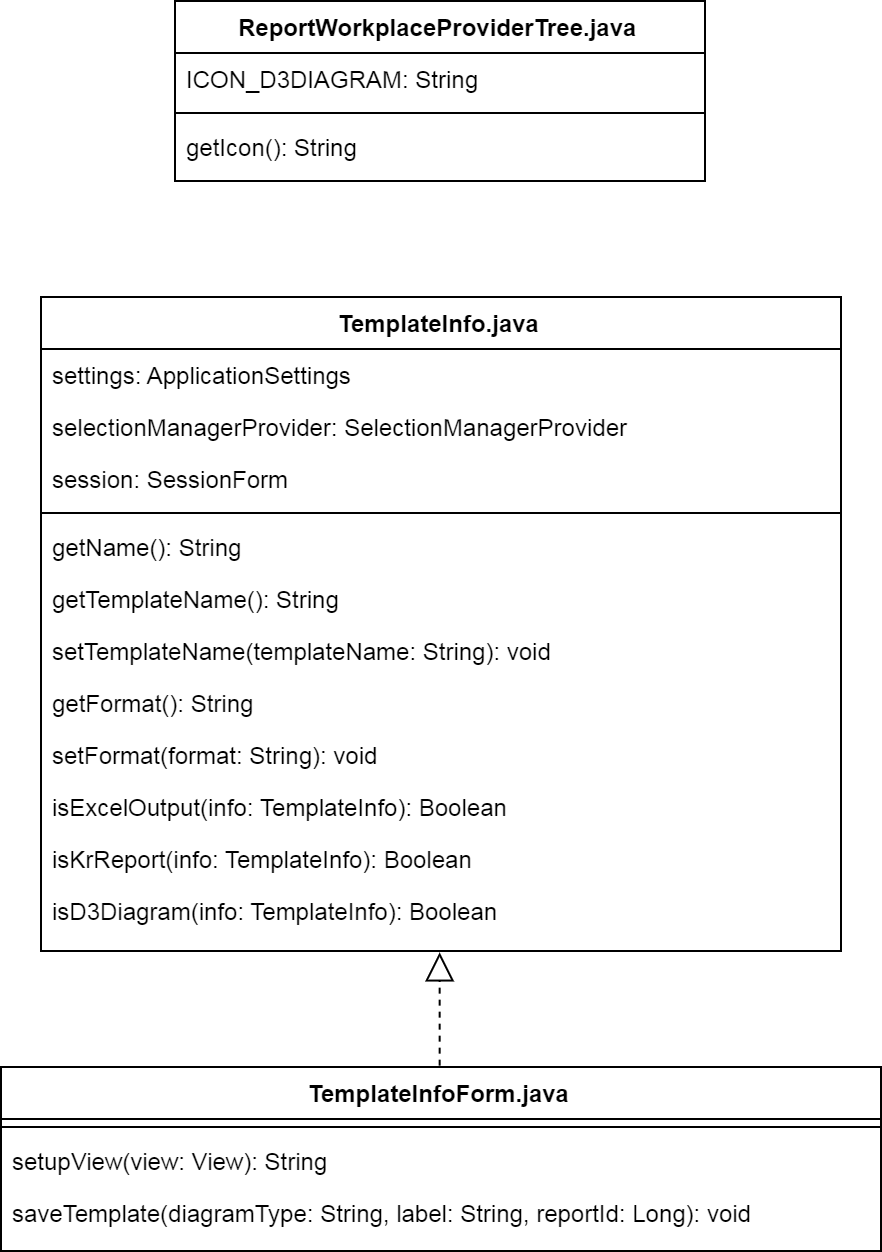 ReportWorkplaceProviderTree.java
ICON_D3DIAGRAM: String
getIcon(): String
TemplateInfo.java
settings: ApplicationSettings
selectionManagerProvider: SelectionManagerProvider
session: SessionForm
getName(): String
getTemplateName(): String
setTemplateName(templateName: String): void
getFormat(): String
setFormat(format: String): void
isExcelOutput(info: TemplateInfo): Boolean
isKrReport(info: TemplateInfo): Boolean
isD3Diagram(info: TemplateInfo): Boolean
TemplateInfoForm.java
setupView(view: View): String
saveTemplate(diagramType: String, label: String, reportId: Long): void